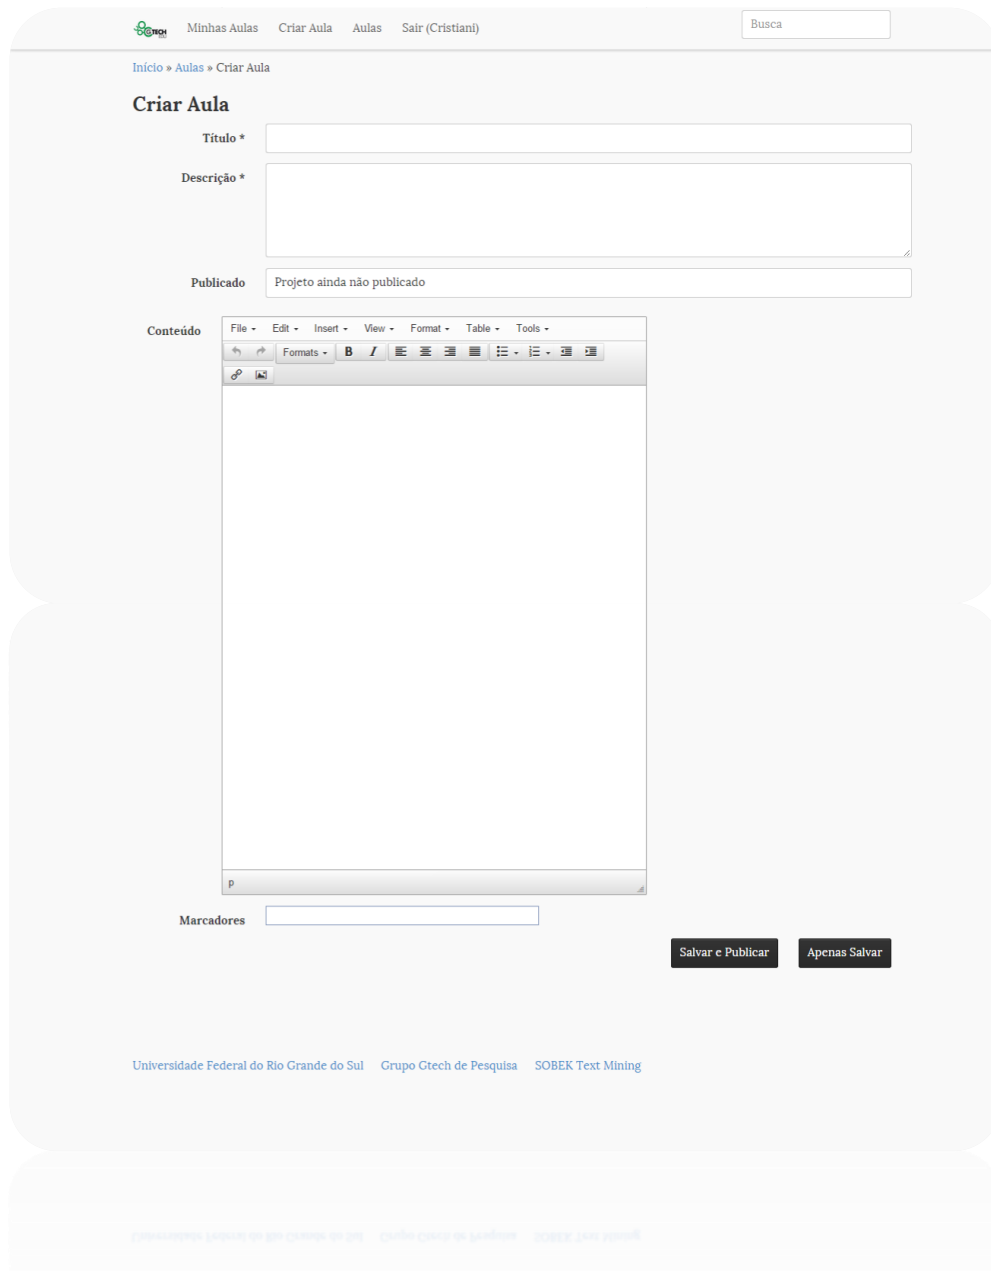 GTECH Minhas Aulas Criar Aula Aulas Sair (Cristiani) Busca
Início » Aulas » Criar Aula
Criar Aula
Título *
Descrição *
Publicado Projeto ainda não publicado
Conteúdo File Edit Insert View Format Table Tools
Formats B I
p
Marcadores
Salvar e Publicar Apenas Salvar
Universidade Federal do Rio Grande do Sul Grupo Gtech de Pesquisa SOBEK Text Mining